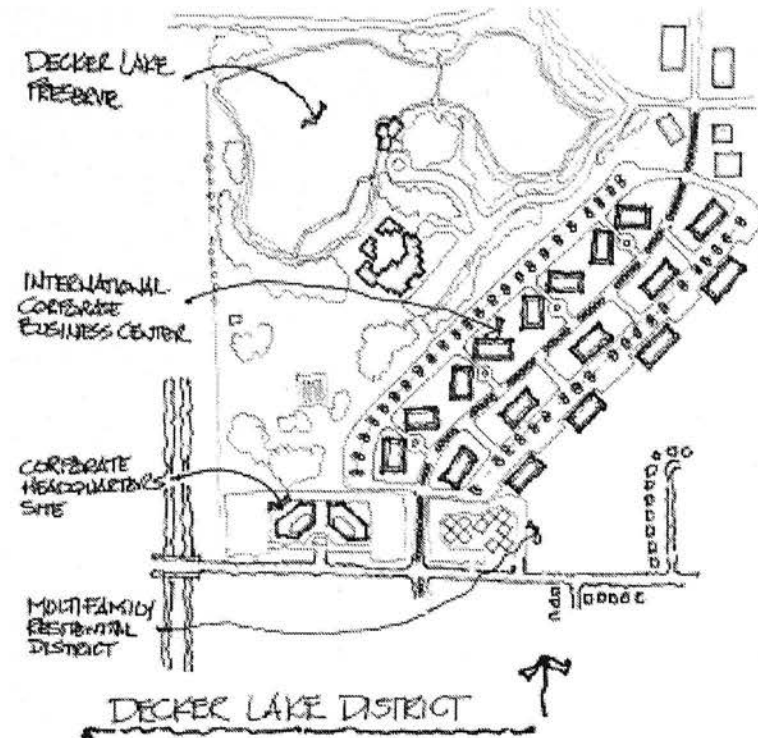 DECKER LAKE
PRESERVE
INTERNATIONAL
CORPORATE
BUSINESS CENTER
CORPORATE
HEADQUARTERS
SITE
MULTIFAMILY
RESIDENTIAL
DISTRICT
DECKER LAKE DISTRICT